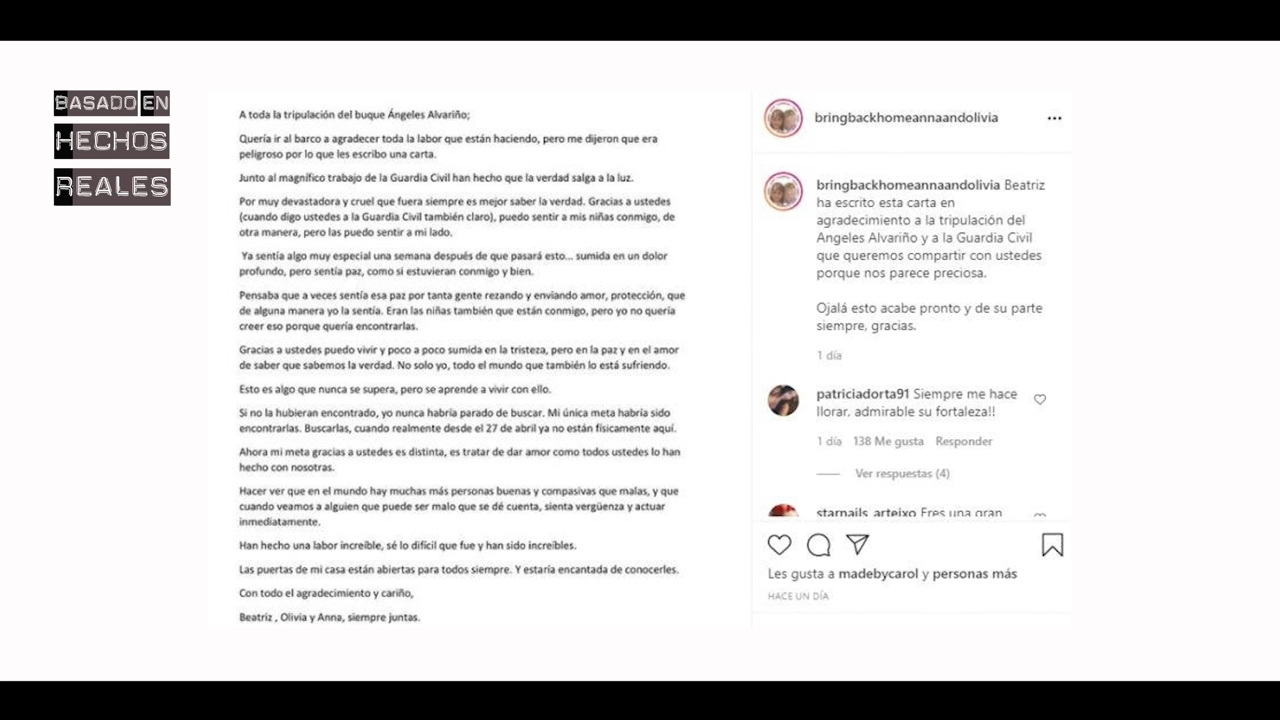 BASADO EN
HECHOS
REALES
A toda la tripulación del buque Ángeles Alvariño;
Quería ir al barco a agradecer toda la labor que están haciendo, pero me dijeron que era
peligroso por lo que les escribo una carta.
Junto al magnífico trabajo de la Guardia Civil han hecho que la verdad salga a la luz.
Por muy devastadora y cruel que fuera siempre es mejor saber la verdad. Gracias a ustedes
(cuando digo ustedes a la Guardia Civil también claro), puedo sentir a mis niñas conmigo, de
otra manera, pero las puedo sentir a mi lado.
Ya sentía algo muy especial una semana después de que pasará esto... sumida en un dolor
profundo, pero sentía paz, como si estuvieran conmigo y bien.
Pensaba que a veces sentía esa paz por tanta gente rezando y enviando amor, protección, que
de alguna manera yo la sentía. Eran las niñas también que están conmigo, pero yo no quería
creer eso porque quería encontrarlas.
Gracias a ustedes puedo vivir y poco a poco sumida en la tristeza, pero en la paz y en el amor
de saber que sabemos la verdad. No solo yo, todo el mundo que también lo está sufriendo.
Esto es algo que nunca se supera, pero se aprende a vivir con ello.
Si no la hubieran encontrado, yo nunca habría parado de buscar. Mi única meta habría sido
encontrarlas. Buscarlas, cuando realmente desde el 27 de abril ya no están físicamente aquí.
Ahora mi meta gracias a ustedes es distinta, es tratar de dar amor como todos ustedes lo han
hecho con nosotras.
Hacer ver que en el mundo hay muchas más personas buenas y compasivas que malas, y que
cuando veamos a alguien que puede ser malo que se dé cuenta, sienta vergüenza y actuar
inmediatamente.
Han hecho una labor increíble, sé lo difícil que fue y han sido increíbles.
Las puertas de mi casa están abiertas para todos siempre. Y estaría encantada de conocerles.
Con todo el agradecimiento y cariño,
Beatriz , Olivia y Anna, siempre juntas.
bringbackhomeannaandolivia
bringbackhomeannaandolivia Beatriz
ha escrito esta carta en
agradecimiento a la tripulación del
Angeles Alvariño y a la Guardia Civil
que queremos compartir con ustedes
porque nos parece preciosa.
Ojalá esto acabe pronto y de su parte
siempre, gracias.
1 día
patriciadorta91 Siempre me hace
llorar, admirable su fortaleza!!
1 día 138 Me gusta Responder
Ver respuestas (4)
starnails_arteixo Eres una gran
Les gusta a madebycarol y personas más
HACE UN DÍA